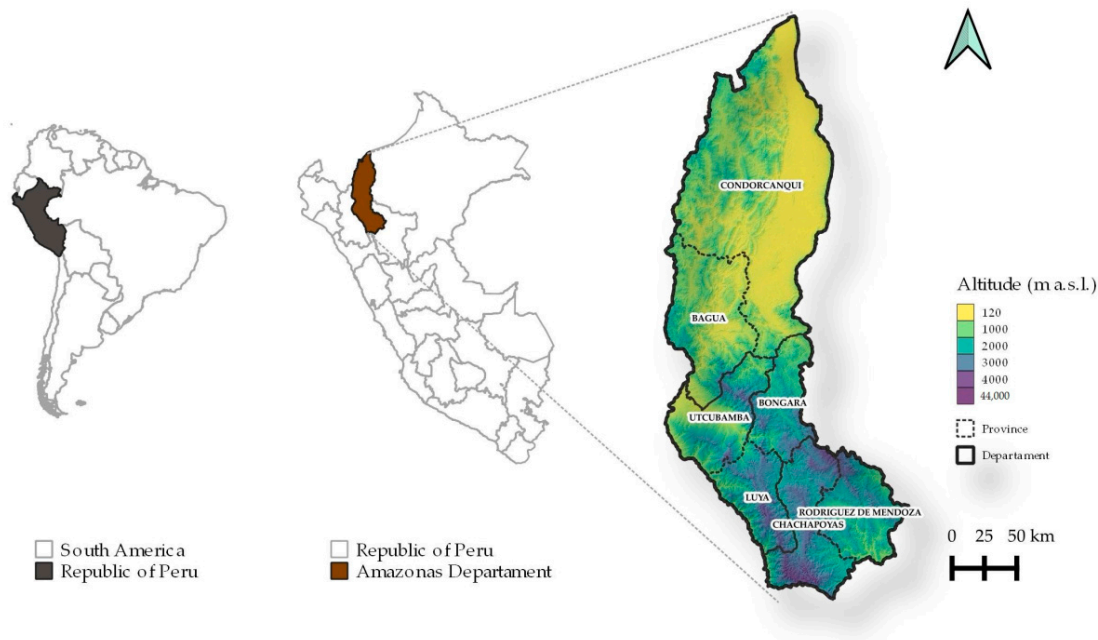 CONDORCANQUI
BAGUA
BONGARA
UTCUBAMBA
LUYA
RODRIGUEZ DE MENDOZA
CHACHAPOYAS
Altitude (m a.s.l.)
120
1000
2000
3000
4000
44,000
Province
Departament
0 25 50 km
South America
Republic of Peru
Republic of Peru
Amazonas Departament